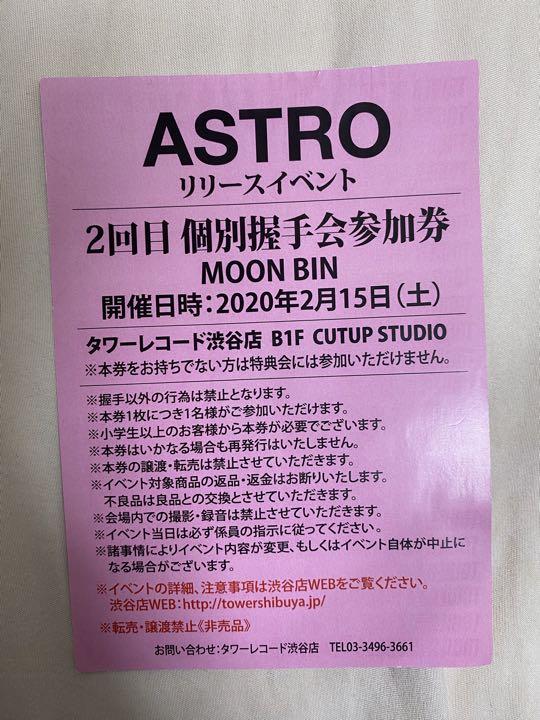 ASTRO
リリースイベント
2回目 個別握手会参加券
MOON BIN
開催日時：2020年2月15日（土）
タワーレコード渋谷店 B1F CUTUP STUDIO
※本券をお持ちでない方は特典会には参加いただけません。
※握手以外の行為は禁止となります。
※本券1枚につき1名様がご参加いただけます。
※小学生以上のお客様から本券が必要でございます。
※本券はいかなる場合も再発行はいたしません。
※本券の譲渡・転売は禁止させていただきます。
※イベント対象商品の返品・返金はお断りいたします。
不良品は良品との交換とさせていただきます。
※会場内での撮影・録音は禁止させていただきます。
※イベント当日は必ず係員の指示に従ってください。
※諸事情によりイベント内容が変更、もしくはイベント自体が中止に
なる場合がございます。
※イベントの詳細、注意事項は渋谷店WEBをご覧ください。
渋谷店WEB：http://towershibuya.jp/
※転売・譲渡禁止《非売品》
お問い合わせ：タワーレコード渋谷店 TEL03-3496-3661